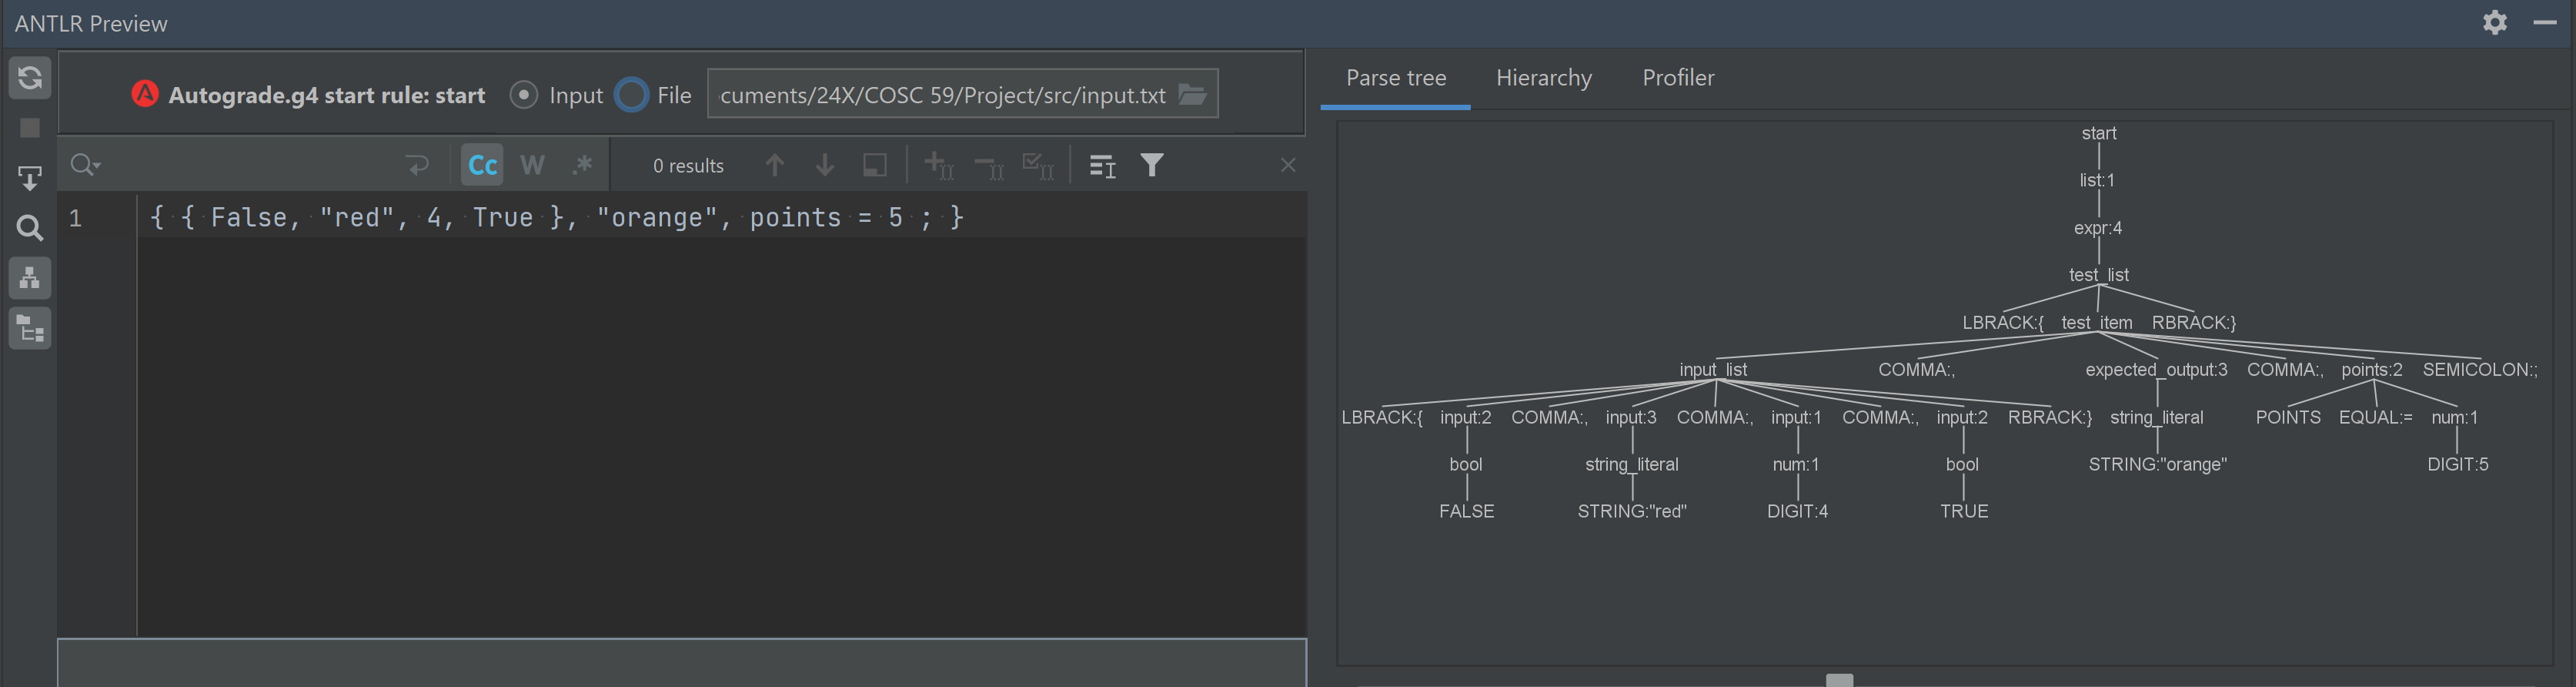 ANTLR Preview
Autograde.g4 start rule: start Input File cuments/24X/COSC 59/Project/src/input.txt
Cc W .* 0 results
1 { { False, "red", 4, True }, "orange", points = 5 ; }
Parse tree Hierarchy Profiler
start
list:1
expr:4
test_list
LBRACK:{ test_item RBRACK:}
input_list COMMA:, expected_output:3 COMMA:, points:2 SEMICOLON:;
LBRACK:{ input:2 COMMA:, input:3 COMMA:, input:1 COMMA:, input:2 RBRACK:} string_literal POINTS EQUAL:= num:1
bool string_literal num:1 bool STRING:"orange" DIGIT:5
FALSE STRING:"red" DIGIT:4 TRUE